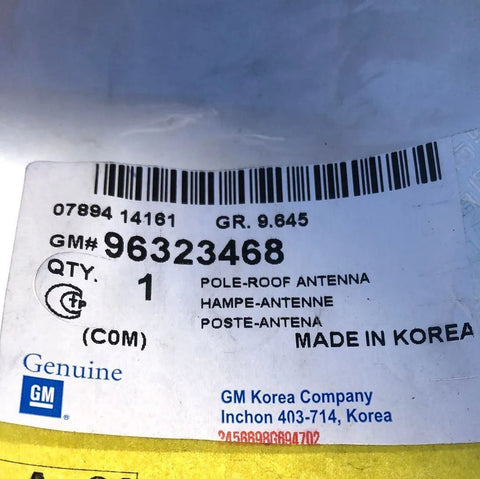 07894 14161 GR. 9.645
GM# 96323468
QTY. 1 POLE-ROOF ANTENNA
HAMPE-ANTENNE
(COM) POSTE-ANTENA
MADE IN KOREA
Genuine
GM
GM Korea Company
Inchon 403-714, Korea